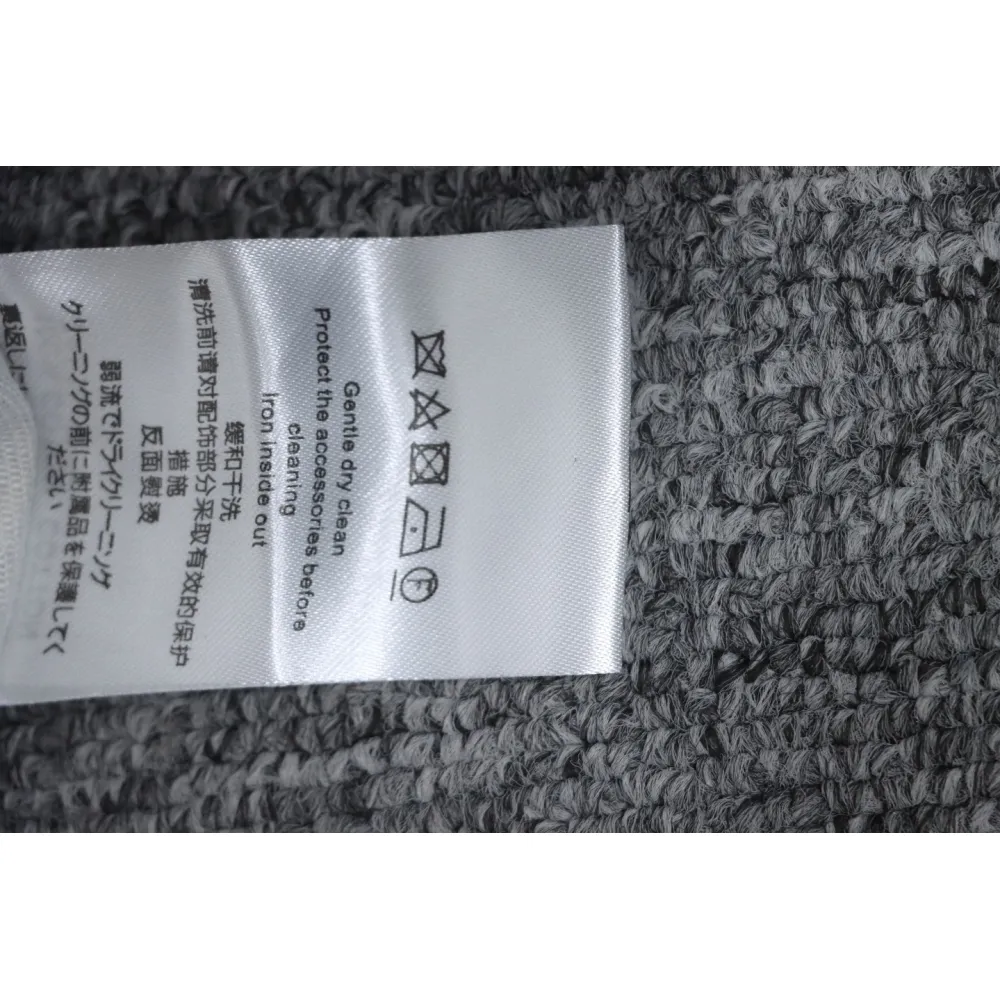 F
Gentle dry clean
Protect the accessories before
cleaning
Iron inside out
缓和干洗
清洗前请对配饰部分采取有效的保护
措施
反面熨烫
弱流でドライクリーニング
クリーニングの前に附属品を保護してく
ださい